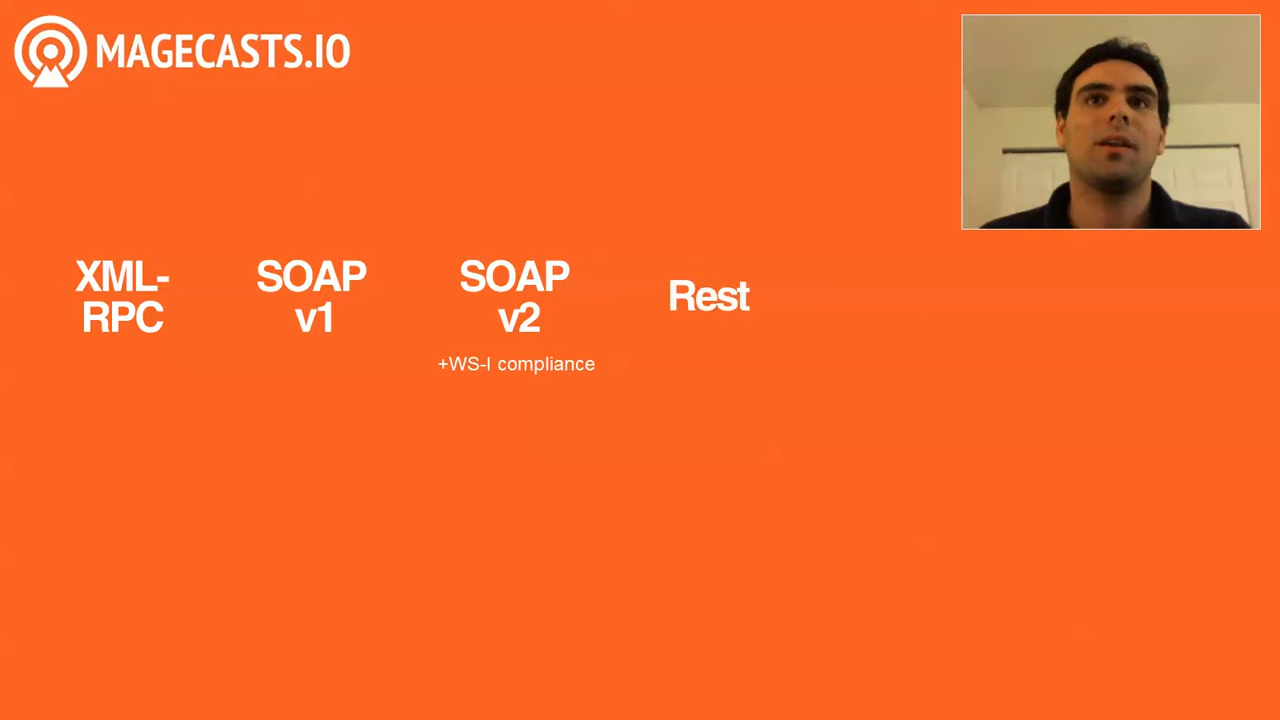 MAGECASTS.IO
XML-
RPC
SOAP
v1
SOAP
v2
+WS-I compliance
Rest